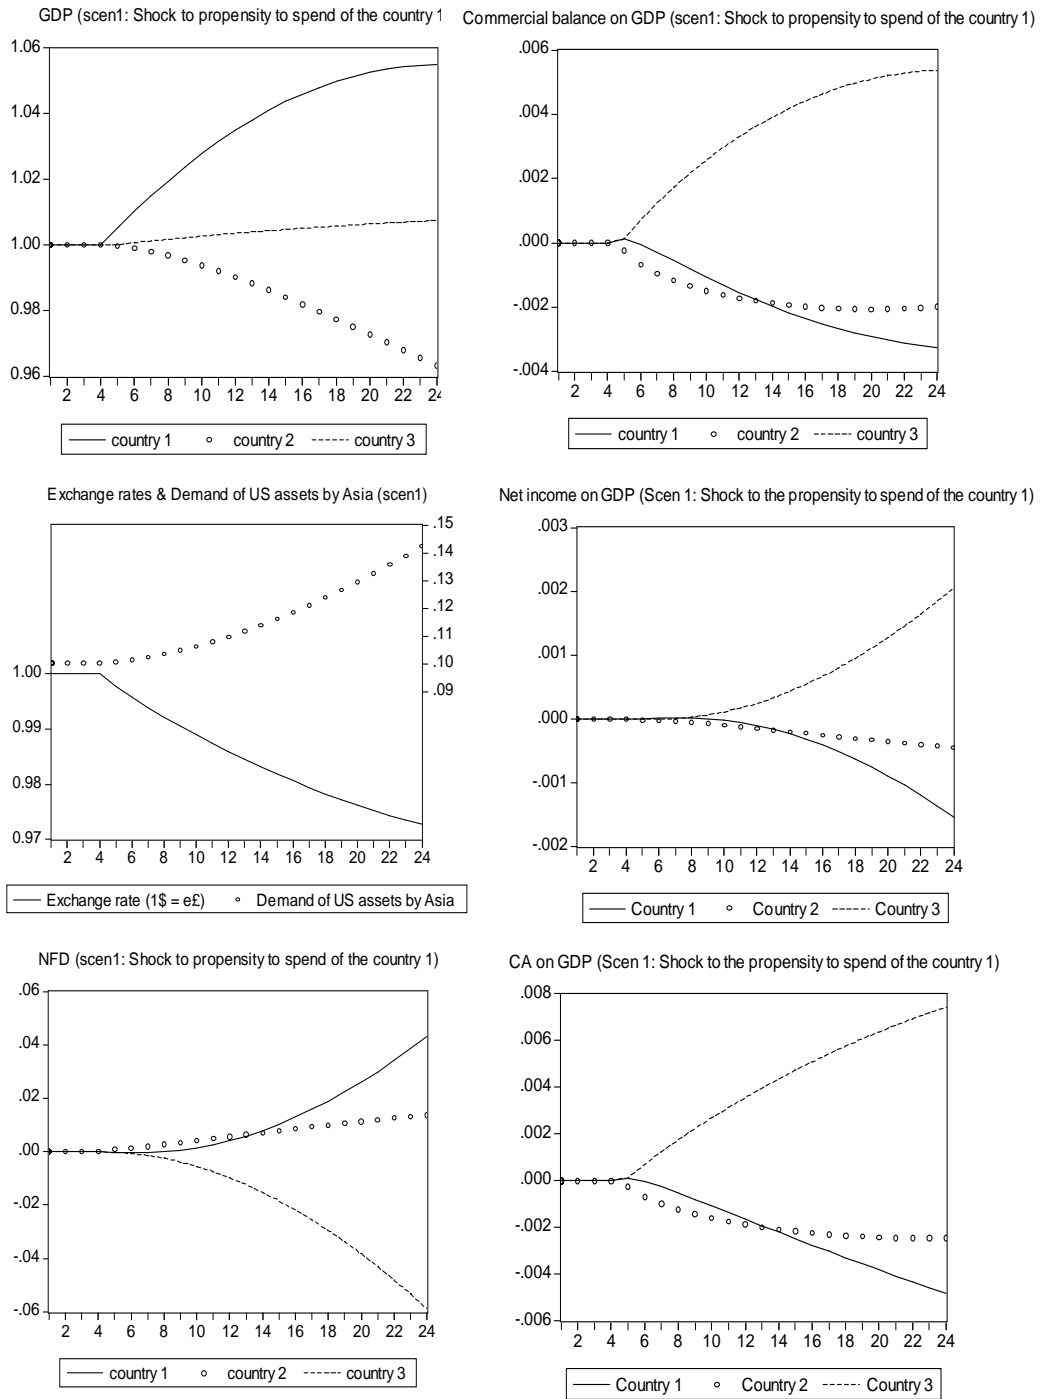 GDP (scen1: Shock to propensity to spend of the country 1
1.06
1.04
1.02
1.00
0.98
0.96
2 4 6 8 10 12 14 16 18 20 22 24
country 1 country 2 country 3
Commercial balance on GDP (scen1: Shock to propensity to spend of the country 1)
.006
.004
.002
.000
-.002
-.004
2 4 6 8 10 12 14 16 18 20 22 24
country 1 country 2 country 3
Exchange rates & Demand of US assets by Asia (scen1)
.15
.14
.13
.12
.11
.10
.09
1.00
0.99
0.98
0.97
2 4 6 8 10 12 14 16 18 20 22 24
Exchange rate (1$ = e£) Demand of US assets by Asia
Net income on GDP (Scen 1: Shock to the propensity to spend of the country 1)
.003
.002
.001
.000
-.001
-.002
2 4 6 8 10 12 14 16 18 20 22 24
Country 1 Country 2 Country 3
NFD (scen1: Shock to propensity to spend of the country 1)
.06
.04
.02
.00
-.02
-.04
-.06
2 4 6 8 10 12 14 16 18 20 22 24
country 1 country 2 country 3
CA on GDP (Scen 1: Shock to the propensity to spend of the country 1)
.008
.006
.004
.002
.000
-.002
-.004
-.006
2 4 6 8 10 12 14 16 18 20 22 24
Country 1 Country 2 Country 3